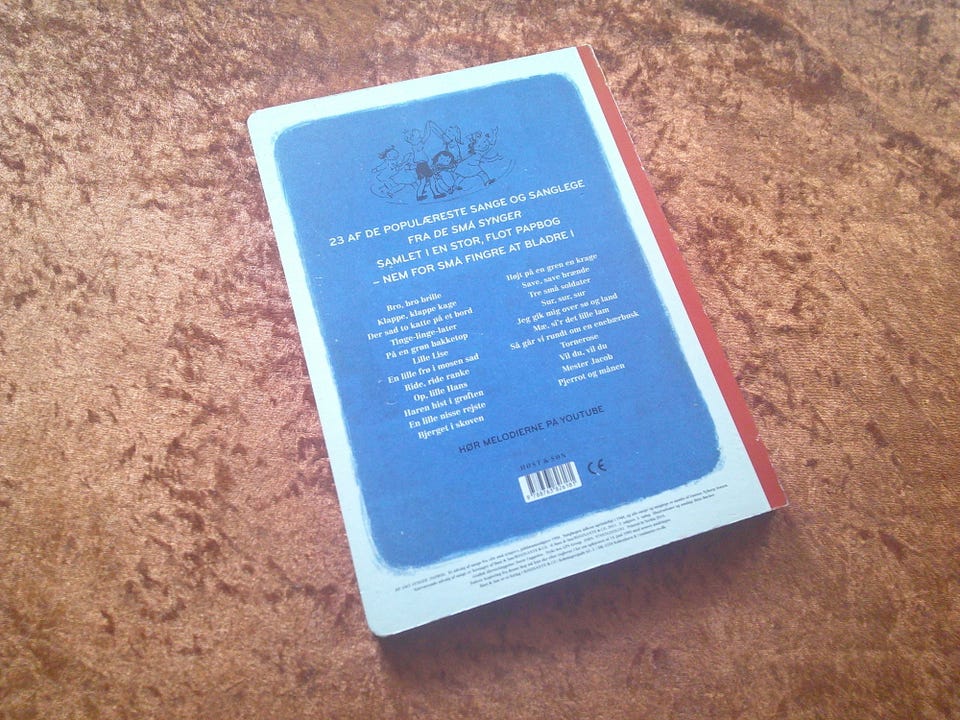 23 AF DE POPULÆRESTE SANGE OG SANGLEGE
FRA DE SMÅ SYNGER
SAMLET I EN STOR, FLOT PAPBOG
– NEM FOR SMÅ FINGRE AT BLADRE I
Bro, bro brille
Klappe, klappe kage
Der sad to katte på et bord
Tinge-linge-later
På en grøn bakketop
Lille Lise
En lille frø i mosen sad
Ride, ride ranke
Op, lille Hans
Haren hist i grøften
En lille nisse rejste
Bjerget i skoven
Højt på en gren en krage
Save, save brænde
Tre små soldater
Sur, sur, sur
Jeg gik mig over sø og land
Mæ, si'r det lille lam
Så går vi rundt om en enebærbusk
Tornerose
Vil du, vil du
Mester Jacob
Pjerrot og månen
HØR MELODIERNE PÅ YOUTUBE
HØST & SØN
CE